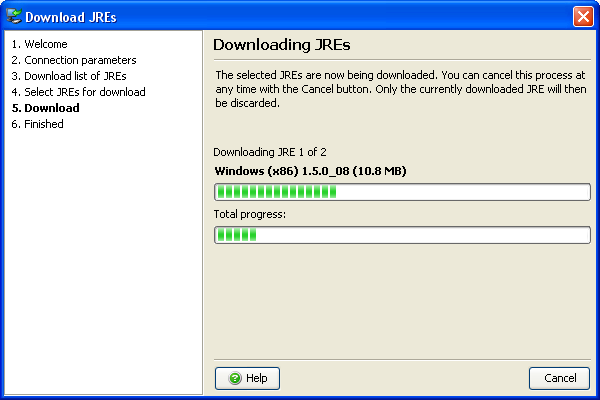 Download JREs
1. Welcome
2. Connection parameters
3. Download list of JREs
4. Select JREs for download
5. Download
6. Finished
Downloading JREs
The selected JREs are now being downloaded. You can cancel this process at
any time with the Cancel button. Only the currently downloaded JRE will then
be discarded.
Downloading JRE 1 of 2
Windows (x86) 1.5.0_08 (10.8 MB)
Total progress:
Help
Cancel